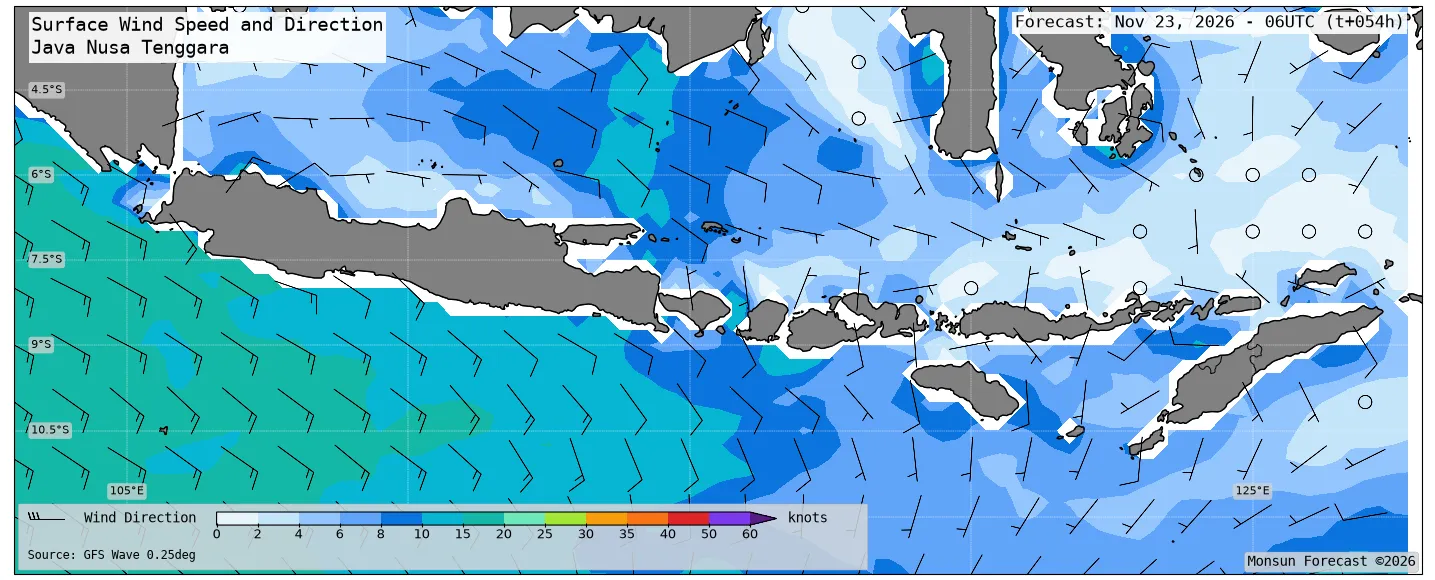 Surface Wind Speed and Direction
Java Nusa Tenggara
Forecast: Nov 23, 2026 - 06UTC (t+054h)
4.5°S
6°S
7.5°S
9°S
10.5°S
105°E
125°E
Wind Direction
0 2 4 6 8 10 15 20 25 30 35 40 50 60
knots
Source: GFS Wave 0.25deg
Monsun Forecast ©2026